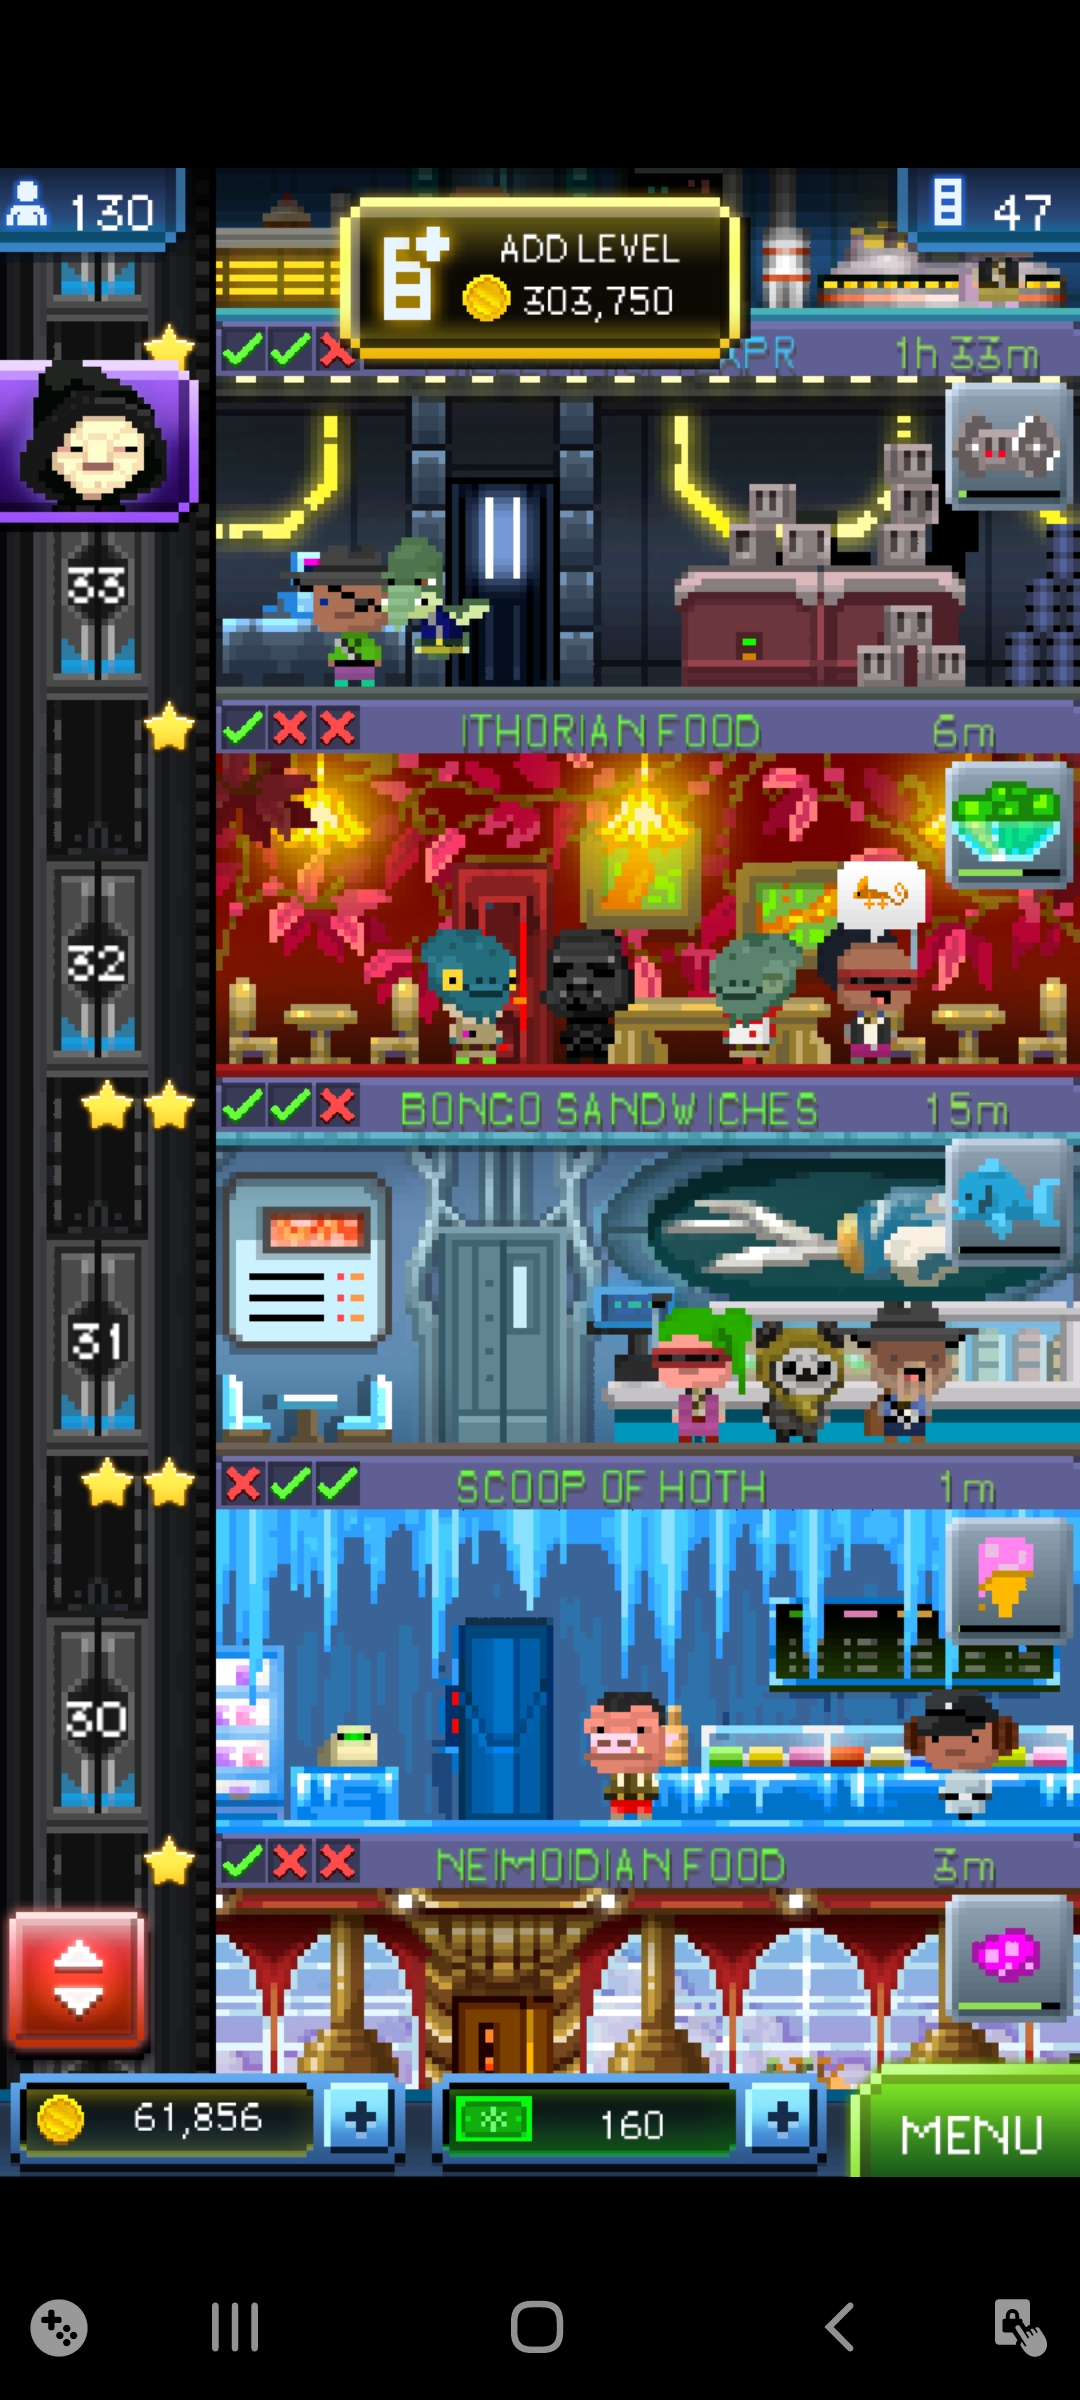 130
47
ADD LEVEL
303,750
1h 33m
33
ITHORIAN FOOD 6m
32
BONGO SANDWICHES 15m
31
SCOOP OF HOTH 1m
30
NEIMOIDIAN FOOD 3m
61,856
160
MENU